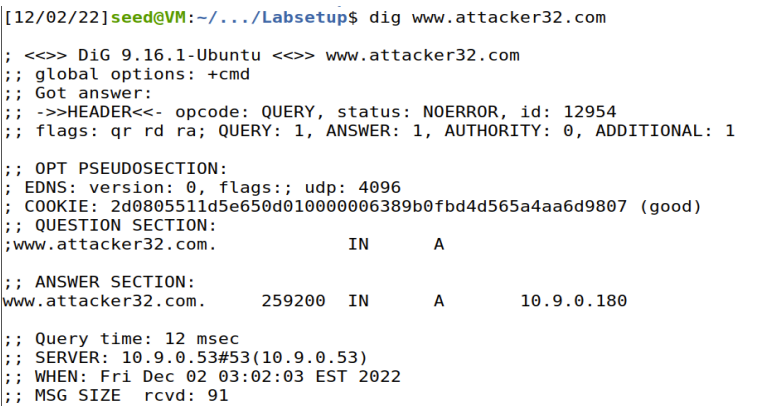 [12/02/22]seed@VM:~/.../Labsetup$ dig www.attacker32.com
; <<>> DiG 9.16.1-Ubuntu <<>> www.attacker32.com
;; global options: +cmd
;; Got answer:
;; ->>HEADER<<- opcode: QUERY, status: NOERROR, id: 12954
;; flags: qr rd ra; QUERY: 1, ANSWER: 1, AUTHORITY: 0, ADDITIONAL: 1
;; OPT PSEUDOSECTION:
; EDNS: version: 0, flags:; udp: 4096
; COOKIE: 2d0805511d5e650d010000006389b0fbd4d565a4aa6d9807 (good)
;; QUESTION SECTION:
;www.attacker32.com. IN A
;; ANSWER SECTION:
www.attacker32.com. 259200 IN A 10.9.0.180
;; Query time: 12 msec
;; SERVER: 10.9.0.53#53(10.9.0.53)
;; WHEN: Fri Dec 02 03:02:03 EST 2022
;; MSG SIZE rcvd: 91